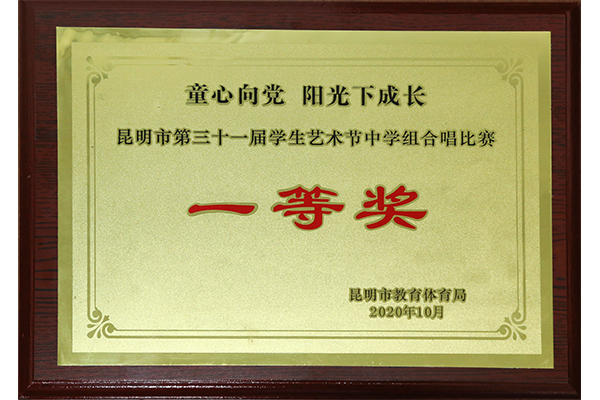 童心向党 阳光下成长
昆明市第三十一届学生艺术节中学组合唱比赛
一等奖
昆明市教育体育局
2020年10月